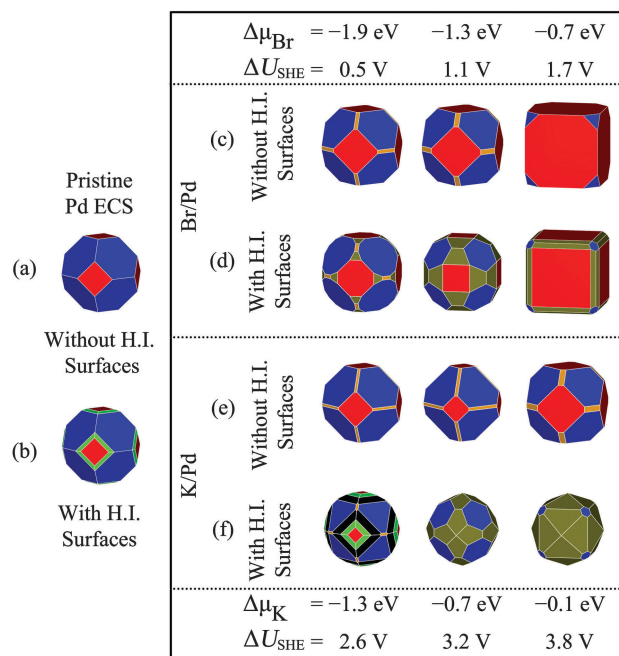 Δμ_Br = −1.9 eV −1.3 eV −0.7 eV
ΔU_SHE = 0.5 V 1.1 V 1.7 V
Pristine
Pd ECS
(a)
Without H.I.
Surfaces
(b)
With H.I.
Surfaces
Br/Pd
(c)
Without H.I.
Surfaces
(d)
With H.I.
Surfaces
K/Pd
(e)
Without H.I.
Surfaces
(f)
With H.I.
Surfaces
Δμ_K = −1.3 eV −0.7 eV −0.1 eV
ΔU_SHE = 2.6 V 3.2 V 3.8 V